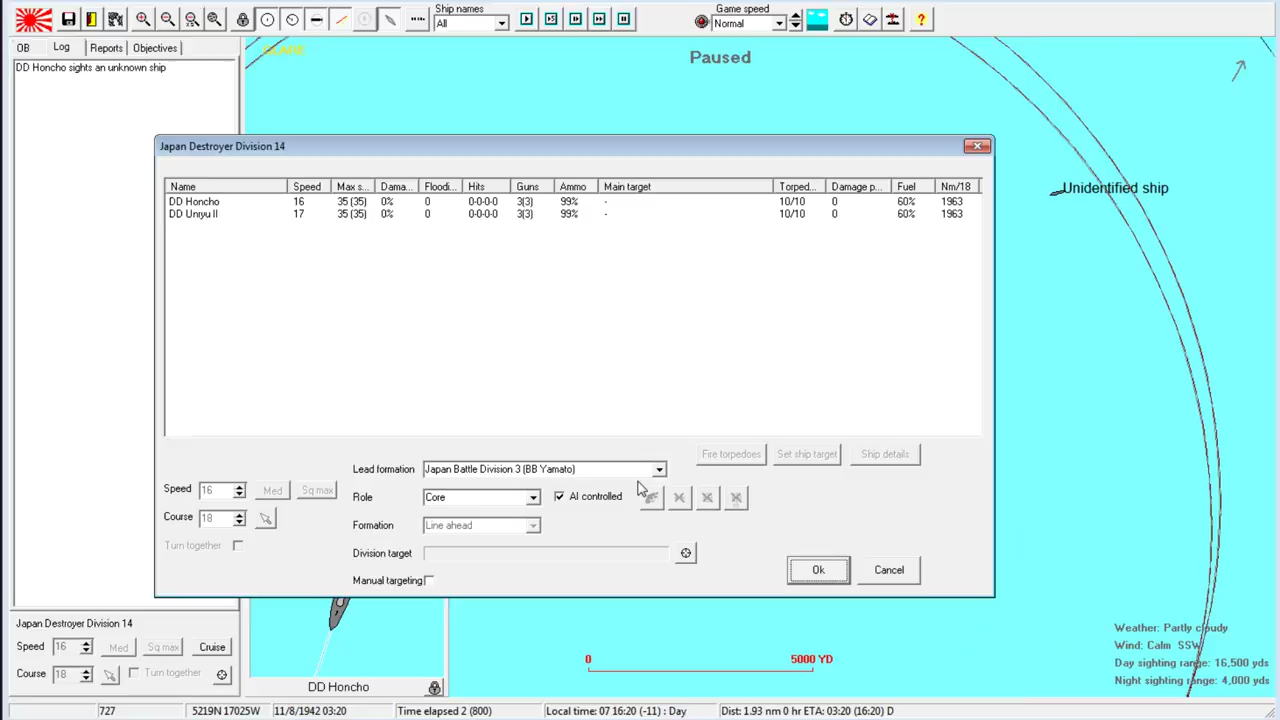 Ship names
All
Game speed
Normal
?
OB
Log
Reports
Objectives
DD Honcho sights an unknown ship
Paused
Unidentified ship
Japan Destroyer Division 14
Name Speed Max s... Dama... Floodi... Hits Guns Ammo Main target Torped... Damage p... Fuel Nm/18
DD Honcho 16 35 (35) 0% 0 0-0-0-0 3(3) 99% - 10/10 0 60% 1963
DD Unryu II 17 35 (35) 0% 0 0-0-0-0 3(3) 99% - 10/10 0 60% 1963
Fire torpedoes
Set ship target
Ship details
Lead formation Japan Battle Division 3 (BB Yamato)
Speed 16 Med Sq max
Role Core AI controlled
Course 18
Formation Line ahead
Turn together
Division target
Manual targeting
Ok
Cancel
Japan Destroyer Division 14
Speed 16 Med Sq max Cruise
Course 18 Turn together
DD Honcho
0 5000 YD
Weather: Partly cloudy
Wind: Calm SSW
Day sighting range: 16,500 yds
Night sighting range: 4,000 yds
727
5219N 17025W
11/8/1942 03:20
Time elapsed 2 (800)
Local time: 07 16:20 (-11) : Day
Dist: 1.93 nm 0 hr ETA: 03:20 (16:20) D